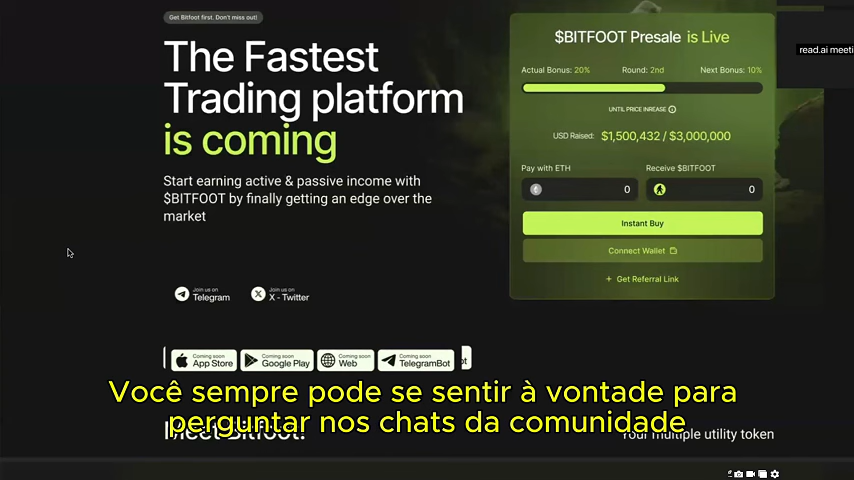 Get Bitfoot first. Don't miss out!
The Fastest
Trading platform
is coming
Start earning active & passive income with
$BITFOOT by finally getting an edge over the
market
Join us on
Telegram
Join us on
X - Twitter
Coming soon
App Store
Coming soon
Google Play
Coming soon
Web
Coming soon
TelegramBot
$BITFOOT Presale is Live
Actual Bonus: 20% Round: 2nd Next Bonus: 10%
UNTIL PRICE INREASE
USD Raised: $1,500,432 / $3,000,000
Pay with ETH Receive $BITFOOT
0 0
Instant Buy
Connect Wallet
+ Get Referral Link
read.ai meeti
Você sempre pode se sentir à vontade para
perguntar nos chats da comunidade
Meet Bitfoot!
Your multiple utility token